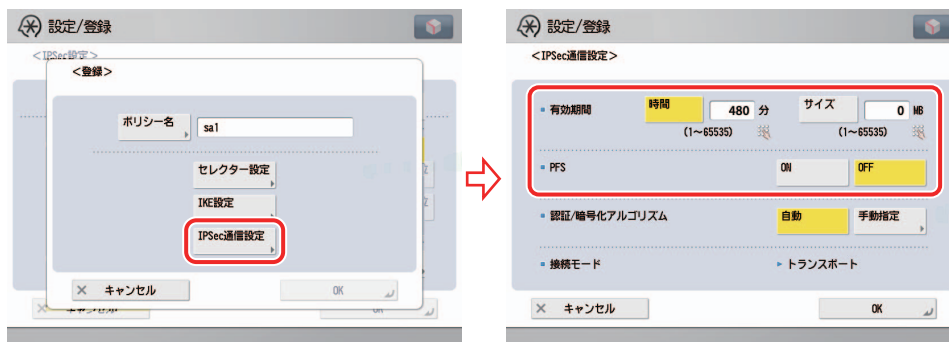 設定/登録
<IPSec設定>
<登録>
ポリシー名 sa1
セレクター設定
IKE設定
IPSec通信設定
× キャンセル OK
設定/登録
<IPSec通信設定>
有効期間 時間 480 分 サイズ 0 MB
(1~65535) (1~65535)
PFS ON OFF
認証/暗号化アルゴリズム 自動 手動指定
接続モード トランスポート
× キャンセル OK